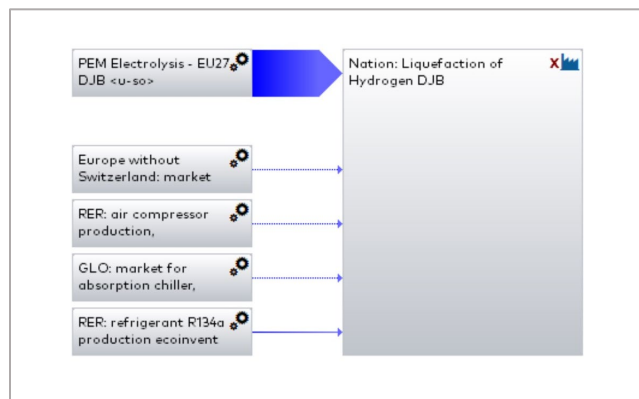 PEM Electrolysis - EU27
DJB <u-so>
Nation: Liquefaction of
Hydrogen DJB
X
Europe without
Switzerland: market
RER: air compressor
production,
GLO: market for
absorption chiller,
RER: refrigerant R134a
production ecoinvent